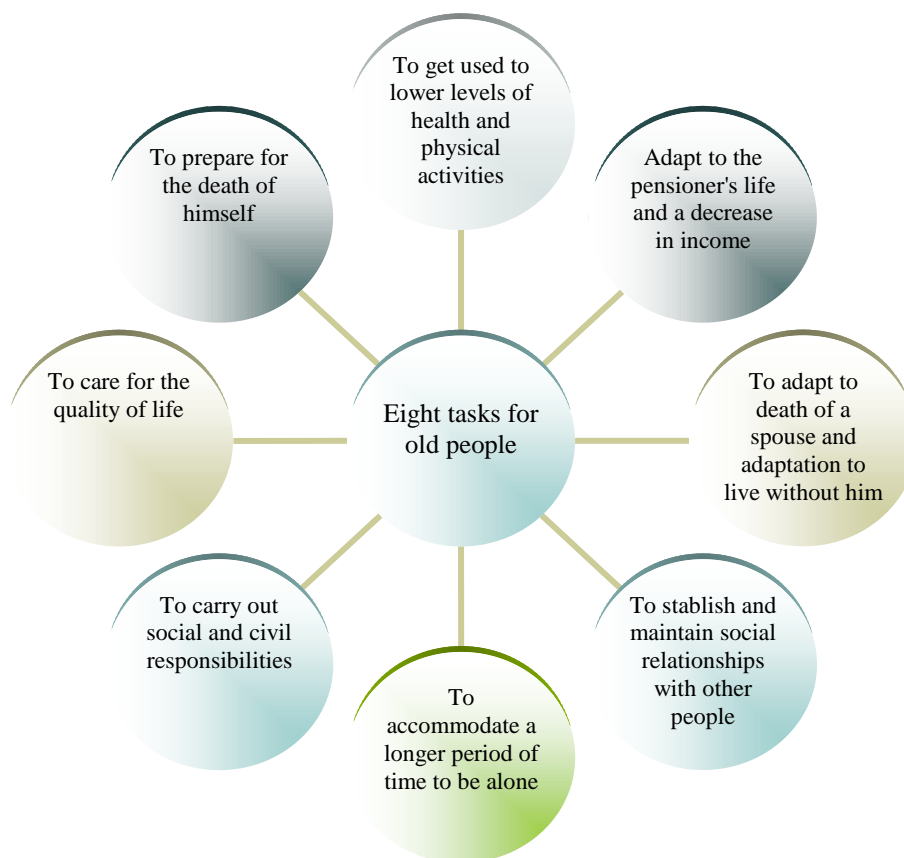 To get used to
lower levels of
health and
physical
activities
Adapt to the
pensioner's life
and a decrease
in income
To adapt to
death of a
spouse and
adaptation to
live without him
To stablish and
maintain social
relationships
with other
people
To
accommodate a
longer period of
time to be alone
To carry out
social and civil
responsibilities
To care for the
quality of life
To prepare for
the death of
himself
Eight tasks for
old people